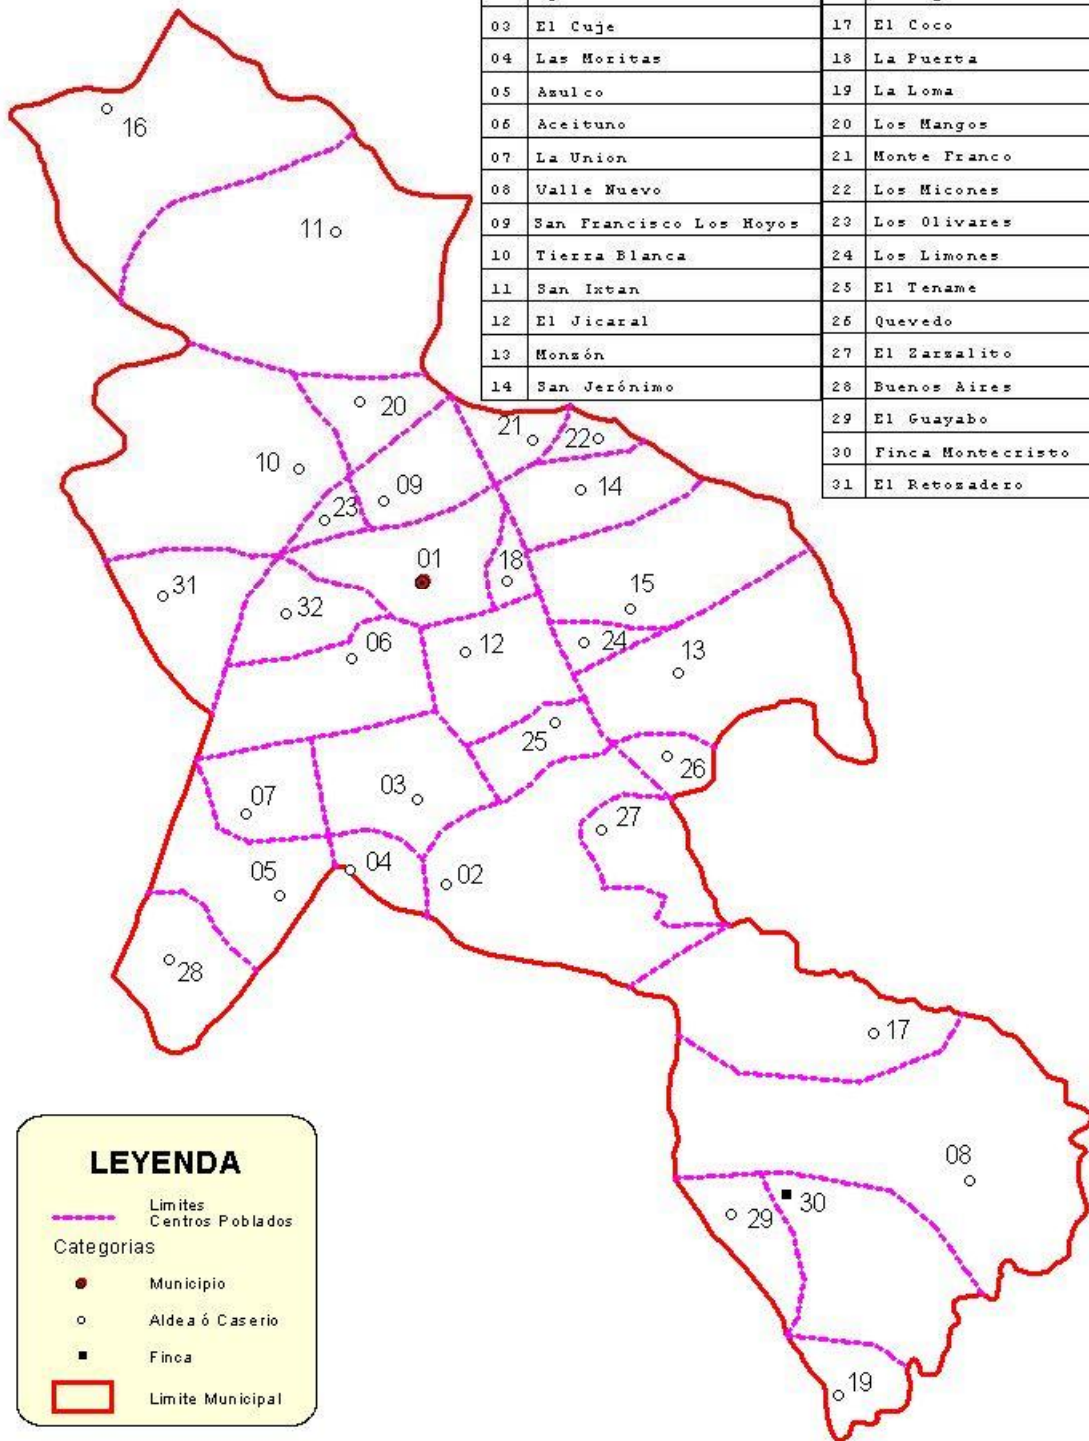 03 El Cuje
04 Las Moritas
05 Azulco
06 Aceituno
07 La Union
08 Valle Nuevo
09 San Francisco Los Hoyos
10 Tierra Blanca
11 San Ixtan
12 El Jicaral
13 Monzón
14 San Jerónimo
17 El Coco
18 La Puerta
19 La Loma
20 Los Mangos
21 Monte Franco
22 Los Micones
23 Los Olivares
24 Los Limones
25 El Tename
26 Quevedo
27 El Zarzalito
28 Buenos Aires
29 El Guayabo
30 Finca Montecristo
31 El Retozadero
16
11
20
21
22
10
09
14
23
01
18
31
32
15
06
12
24
13
25
26
03
07
27
04
05
02
28
17
08
30
29
19
LEYENDA
Limites
Centros Poblados
Categorias
Municipio
Aldea ó Caserio
Finca
Limite Municipal